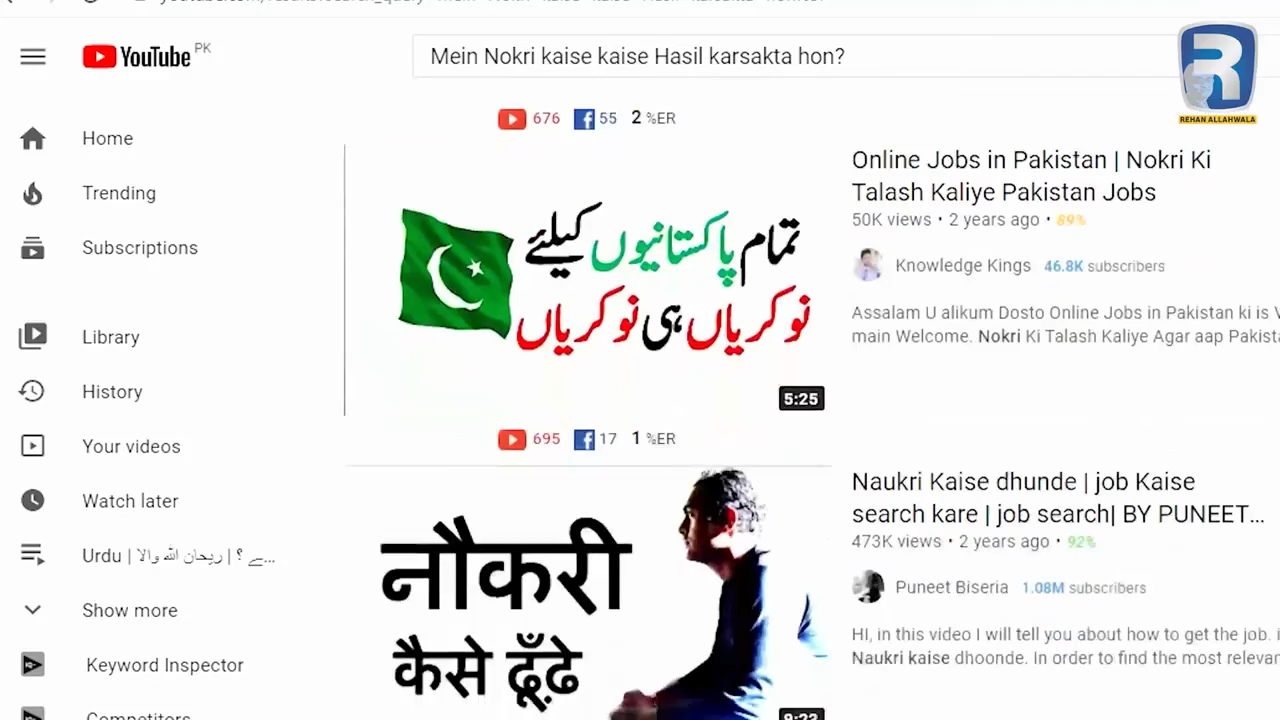 YouTube PK
Mein Nokri kaise kaise Hasil karsakta hon?
REHAN ALLAHWALA
Home
Trending
Subscriptions
Library
History
Your videos
Watch later
Urdu | ریحان اللہ والا | ؟ ہے...
Show more
Keyword Inspector
Competitors
676 55 2 %ER
تمام پاکستانیوں کیلئے
نوکریاں ہی نوکریاں
5:25
Online Jobs in Pakistan | Nokri Ki
Talash Kaliye Pakistan Jobs
50K views • 2 years ago • 89%
Knowledge Kings 46.8K subscribers
Assalam U alikum Dosto Online Jobs in Pakistan ki is
main Welcome. Nokri Ki Talash Kaliye Agar aap
695 17 1 %ER
नौकरी
कैसे ढूँढ़े
Naukri Kaise dhunde | job Kaise
search kare | job search| BY PUNEET...
473K views • 2 years ago • 92%
Puneet Biseria 1.08M subscribers
HI, in this video I will tell you about how to get the job.
Naukri kaise dhoonde. In order to find the most